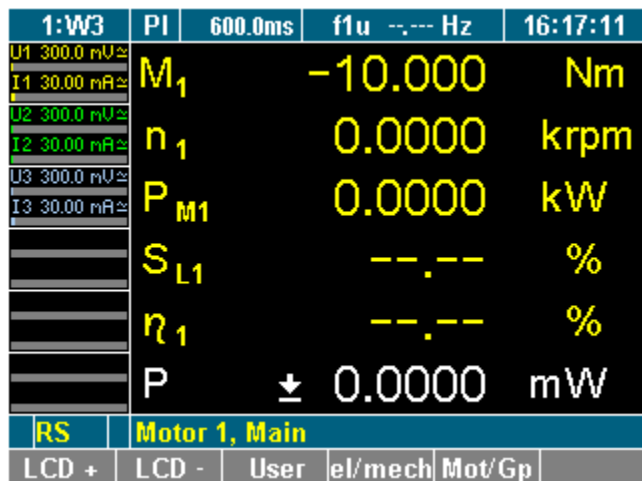 1:W3 PI 600.0ms f1u --.--- Hz 16:17:11
U1 300.0 mV≃
I1 30.00 mA≃
M1 -10.000 Nm
U2 300.0 mV≃
I2 30.00 mA≃
n1 0.0000 krpm
U3 300.0 mV≃
I3 30.00 mA≃
PM1 0.0000 kW
SL1 --.-- %
η1 --.-- %
P 0.0000 mW
RS Motor 1, Main
LCD + LCD - User el/mech Mot/Gp